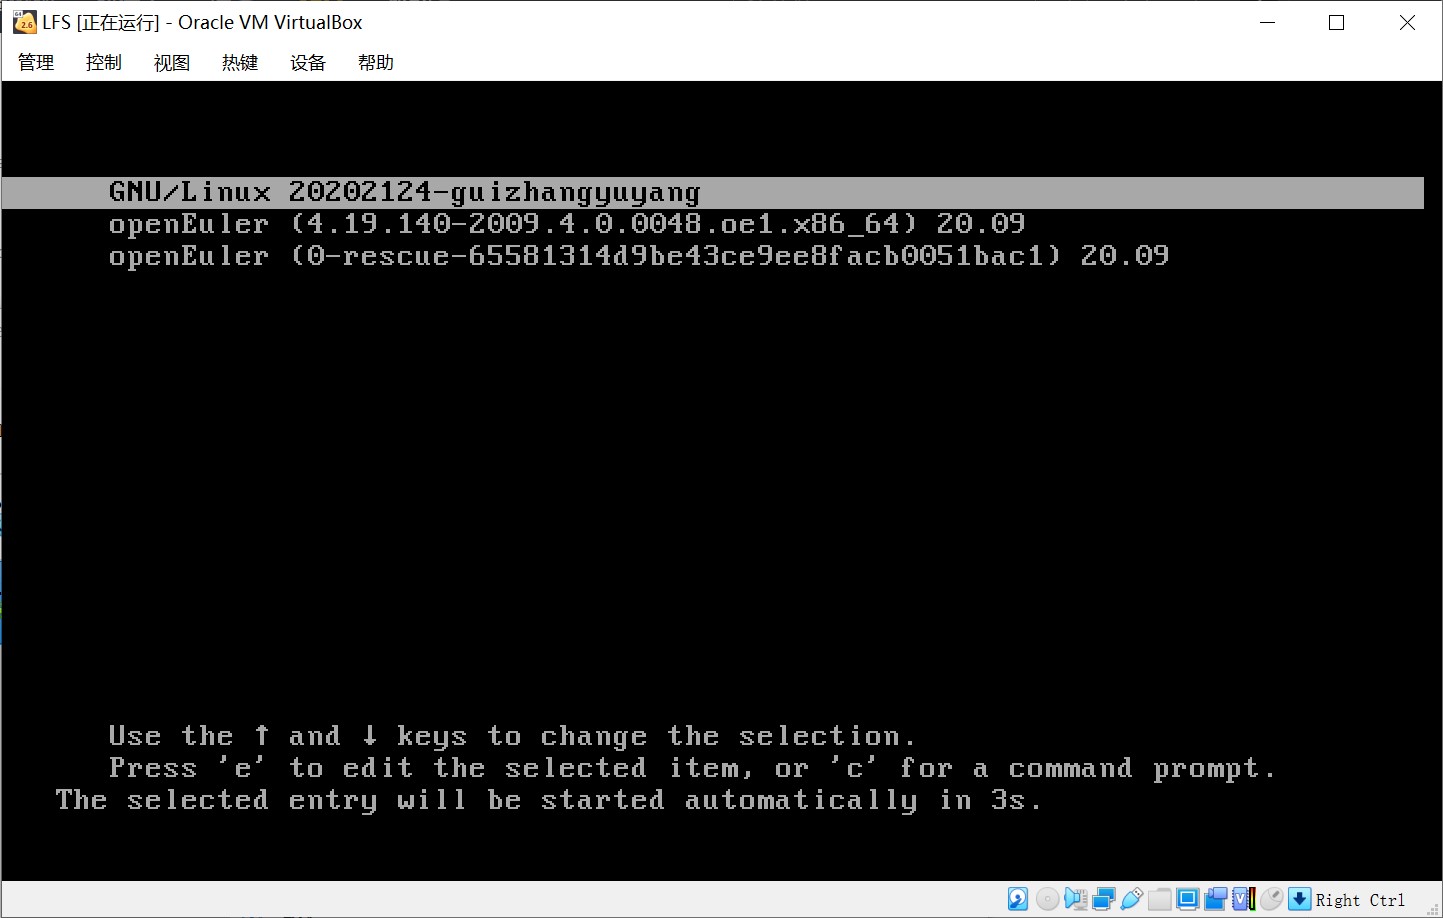 LFS [正在运行] - Oracle VM VirtualBox
管理 控制 视图 热键 设备 帮助
GNU/Linux 20202124-guizhangyuyang
openEuler (4.19.140-2009.4.0.0048.oe1.x86_64) 20.09
openEuler (0-rescue-65581314d9be43ce9ee8facb0051bac1) 20.09
Use the ↑ and ↓ keys to change the selection.
Press 'e' to edit the selected item, or 'c' for a command prompt.
The selected entry will be started automatically in 3s.
Right Ctrl